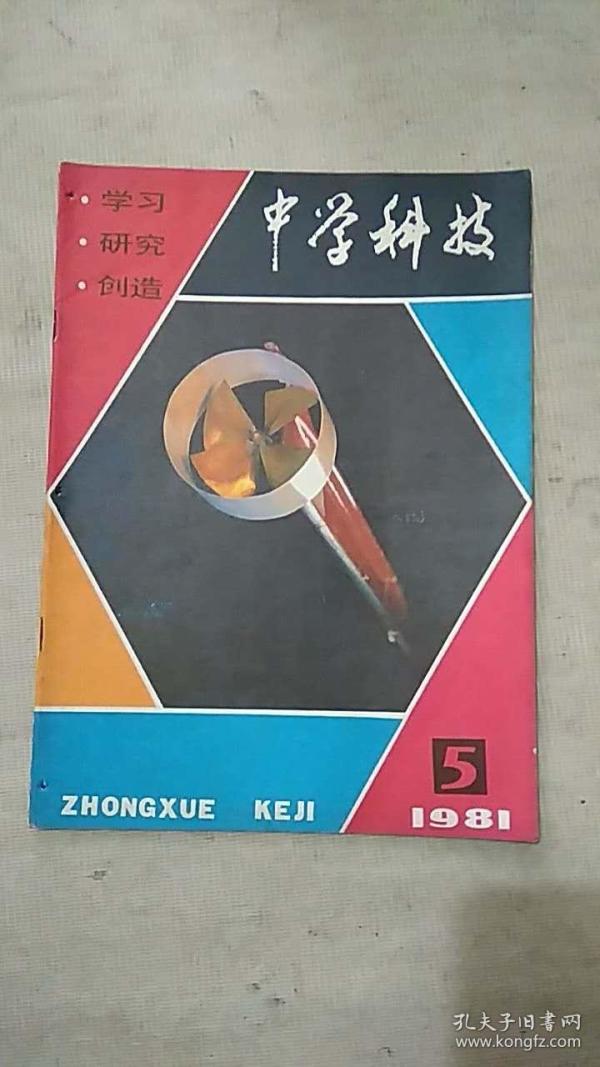 · 学习
· 研究
· 创造
中学科技
5
1981
ZHONGXUE KEJI
孔夫子旧书网
www.kongfz.com